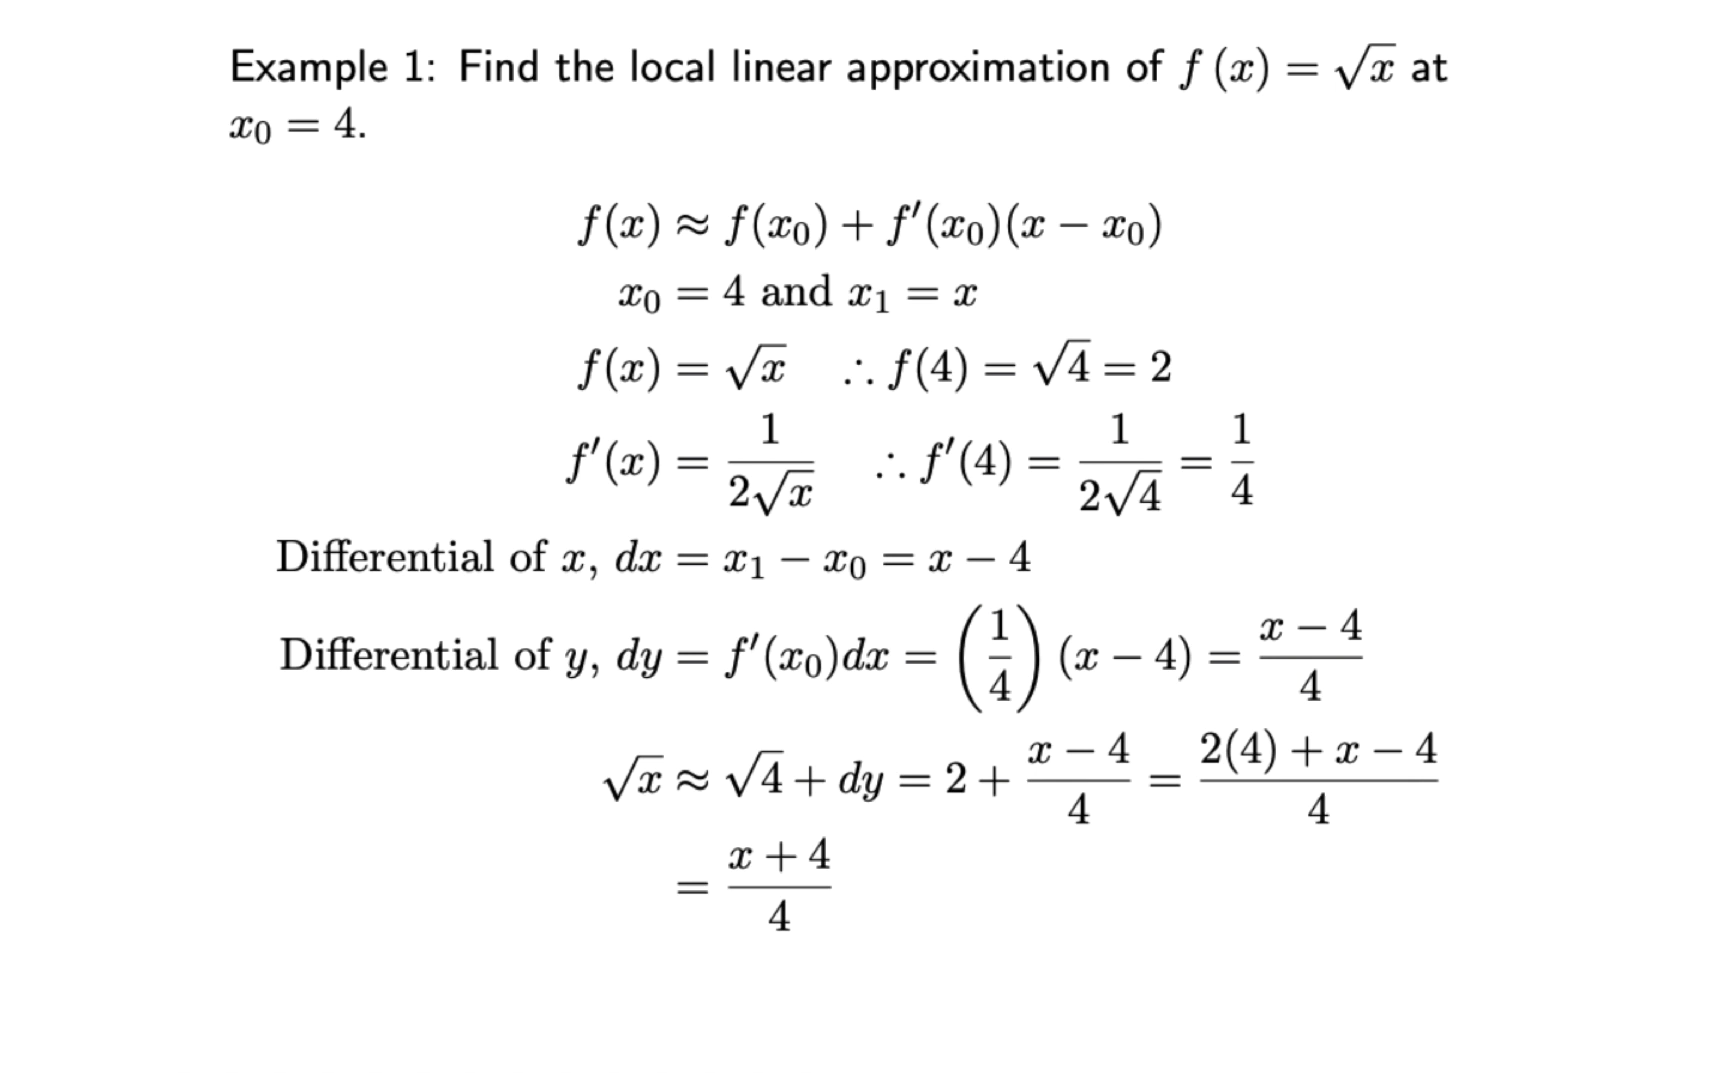 Example 1: Find the local linear approximation of f (x) = √x at
x₀ = 4.
f(x) ≈ f(x₀) + f′(x₀)(x − x₀)
x₀ = 4 and x₁ = x
f(x) = √x ∴ f(4) = √4 = 2
f′(x) = 1/(2√x) ∴ f′(4) = 1/(2√4) = 1/4
Differential of x, dx = x₁ − x₀ = x − 4
Differential of y, dy = f′(x₀)dx = (1/4) (x − 4) = (x − 4)/4
√x ≈ √4 + dy = 2 + (x − 4)/4 = (2(4) + x − 4)/4
= (x + 4)/4